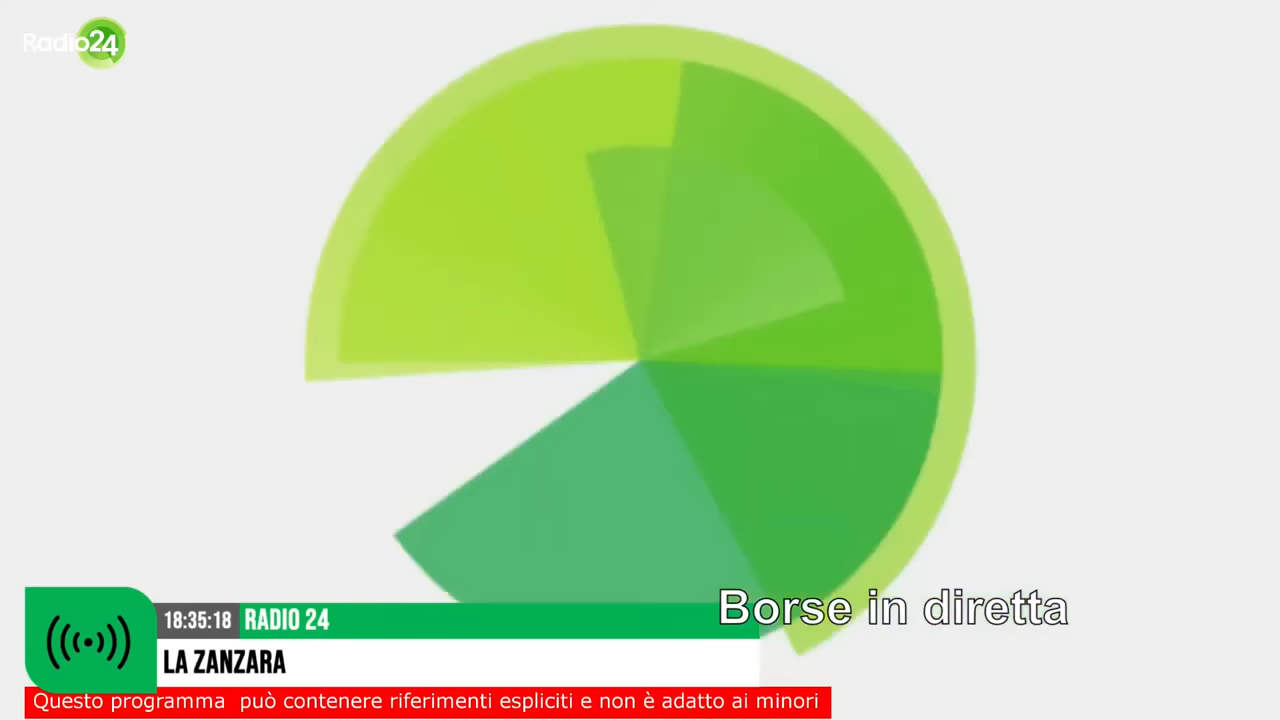 Radio24
Borse in diretta
18:35:18 RADIO 24
LA ZANZARA
Questo programma può contenere riferimenti espliciti e non è adatto ai minori